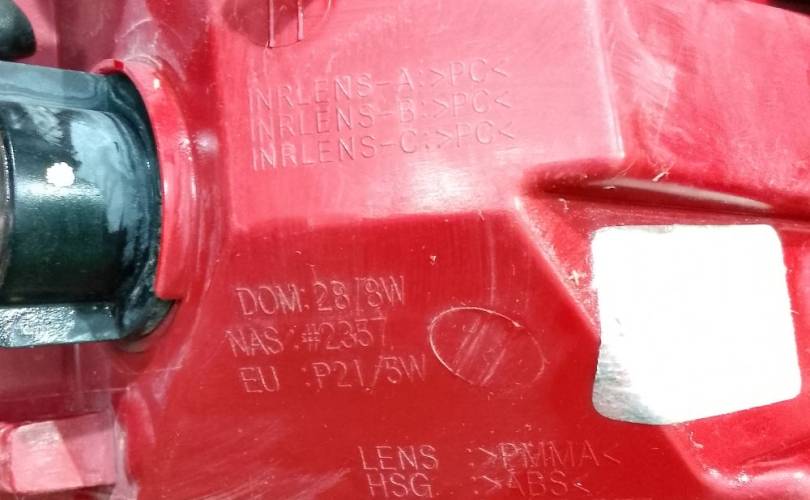 INRLENS-A:>PC<
INRLENS-B:>PC<
INRLENS-C:>PC<
DOM:28/8W
NAS:#2357
EU :P21/5W
LENS :>PMMA<
HSG :>ABS<